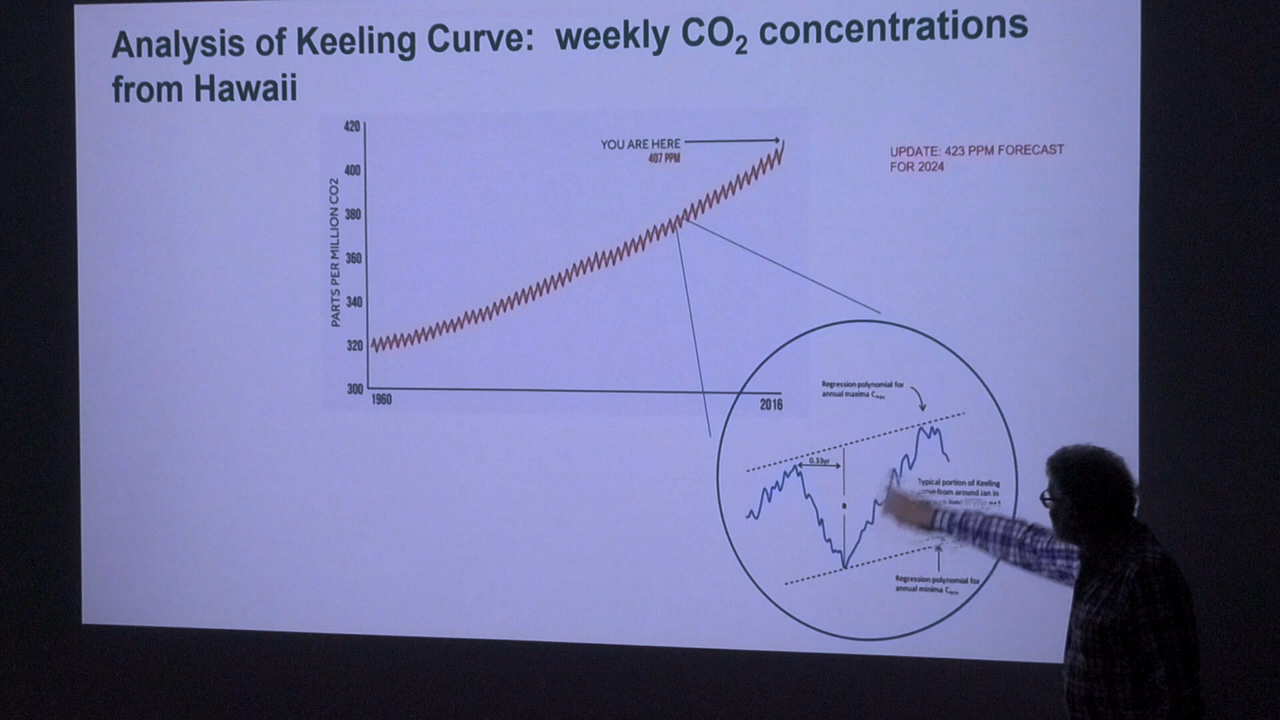 Analysis of Keeling Curve: weekly CO₂ concentrations
from Hawaii
420
400
380
360
340
320
300
PARTS PER MILLION CO2
1960
2016
YOU ARE HERE
407 PPM
UPDATE: 423 PPM FORECAST
FOR 2024
Regression polynomial for
annual maxima Cmax
0.33yr
Typical portion of Keeling
curve from around Jan in
Regression polynomial for
annual minima Cmin